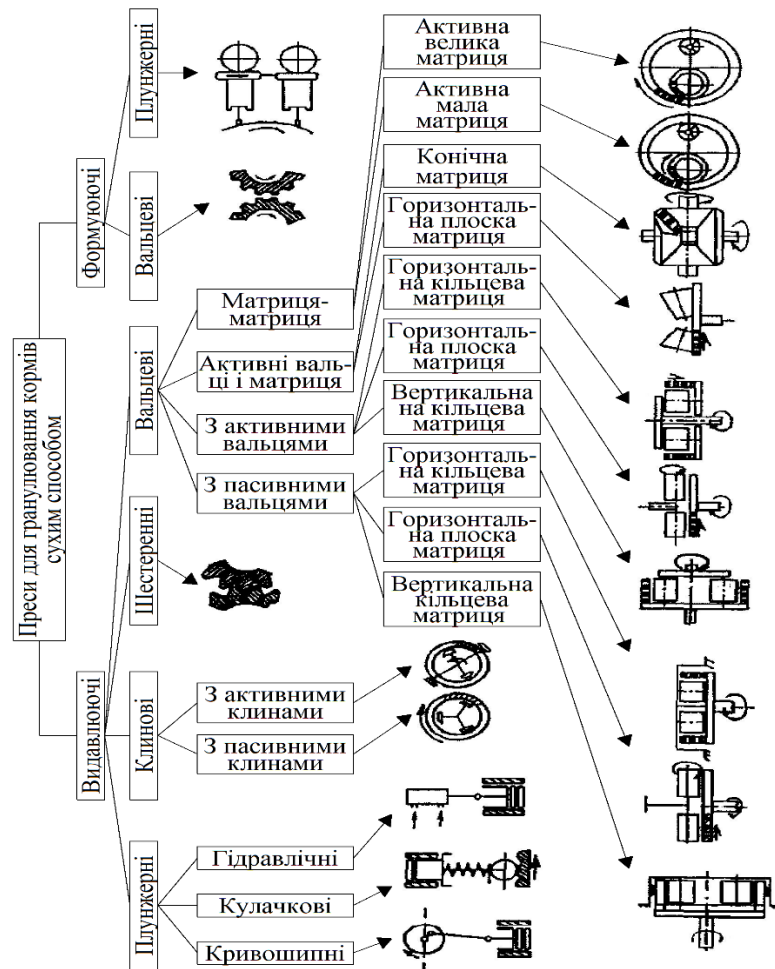 Преси для гранулювання кормів
сухим способом
Формуючі
Видавлюючі
Плунжерні
Вальцеві
Вальцеві
Шестеренні
Клинові
Плунжерні
Матриця-
матриця
Активні валь-
ці і матриця
З активними
вальцями
З пасивними
вальцями
З активними
клинами
З пасивними
клинами
Гідравлічні
Кулачкові
Кривошипні
Активна
велика
матриця
Активна
мала
матриця
Конічна
матриця
Горизонталь-
на плоска
матриця
Горизонталь-
на кільцева
матриця
Горизонталь-
на плоска
матриця
Вертикальна
на кільцева
матриця
Горизонталь-
на кільцева
матриця
Горизонталь-
на плоска
матриця
Вертикальна
кільцева
матриця